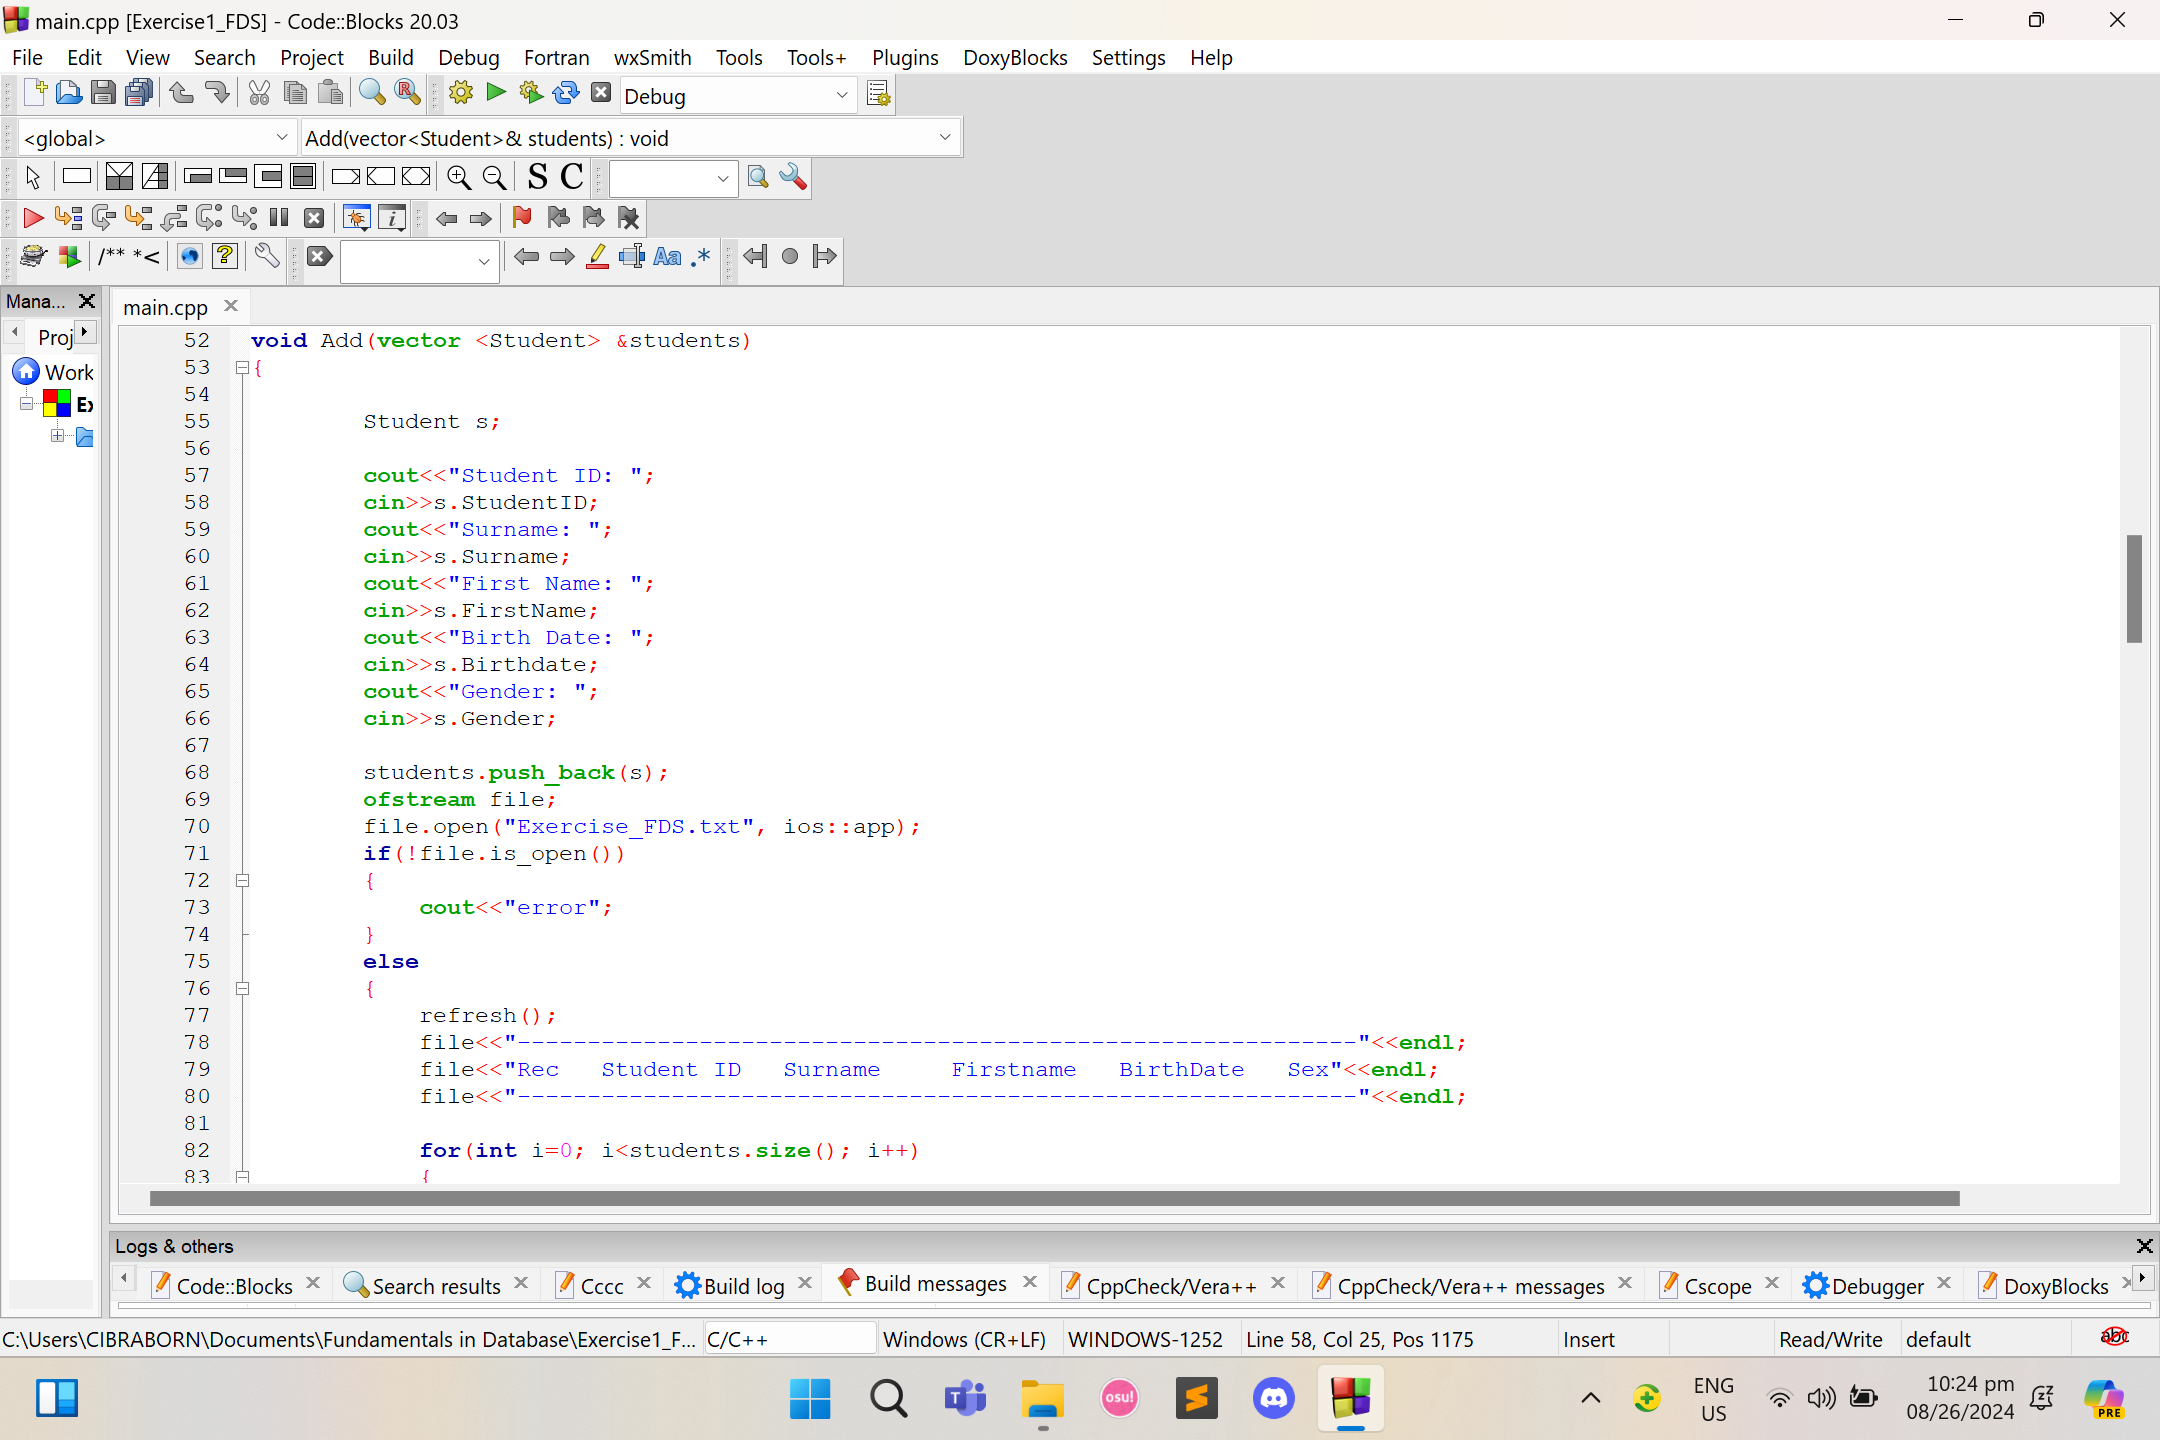 main.cpp [Exercise1_FDS] - Code::Blocks 20.03
File Edit View Search Project Build Debug Fortran wxSmith Tools Tools+ Plugins DoxyBlocks Settings Help
Debug
<global> Add(vector<Student>& students) : void
S C
/** *< Aa .*
Mana...
main.cpp
Proj
Work
Ex
52 void Add(vector <Student> &students)
53 {
54
55 Student s;
56
57 cout<<"Student ID: ";
58 cin>>s.StudentID;
59 cout<<"Surname: ";
60 cin>>s.Surname;
61 cout<<"First Name: ";
62 cin>>s.FirstName;
63 cout<<"Birth Date: ";
64 cin>>s.Birthdate;
65 cout<<"Gender: ";
66 cin>>s.Gender;
67
68 students.push_back(s);
69 ofstream file;
70 file.open("Exercise_FDS.txt", ios::app);
71 if(!file.is_open())
72 {
73 cout<<"error";
74 }
75 else
76 {
77 refresh();
78 file<<"------------------------------------------------------------"<<endl;
79 file<<"Rec   Student ID   Surname     Firstname   BirthDate   Sex"<<endl;
80 file<<"------------------------------------------------------------"<<endl;
81
82 for(int i=0; i<students.size(); i++)
83 {
Logs & others
Code::Blocks Search results Cccc Build log Build messages CppCheck/Vera++ CppCheck/Vera++ messages Cscope Debugger DoxyBlocks
C:\Users\CIBRABORN\Documents\Fundamentals in Database\Exercise1_F... C/C++ Windows (CR+LF) WINDOWS-1252 Line 58, Col 25, Pos 1175 Insert Read/Write default abc
osu!
ENG
US
10:24 pm
08/26/2024
PRE